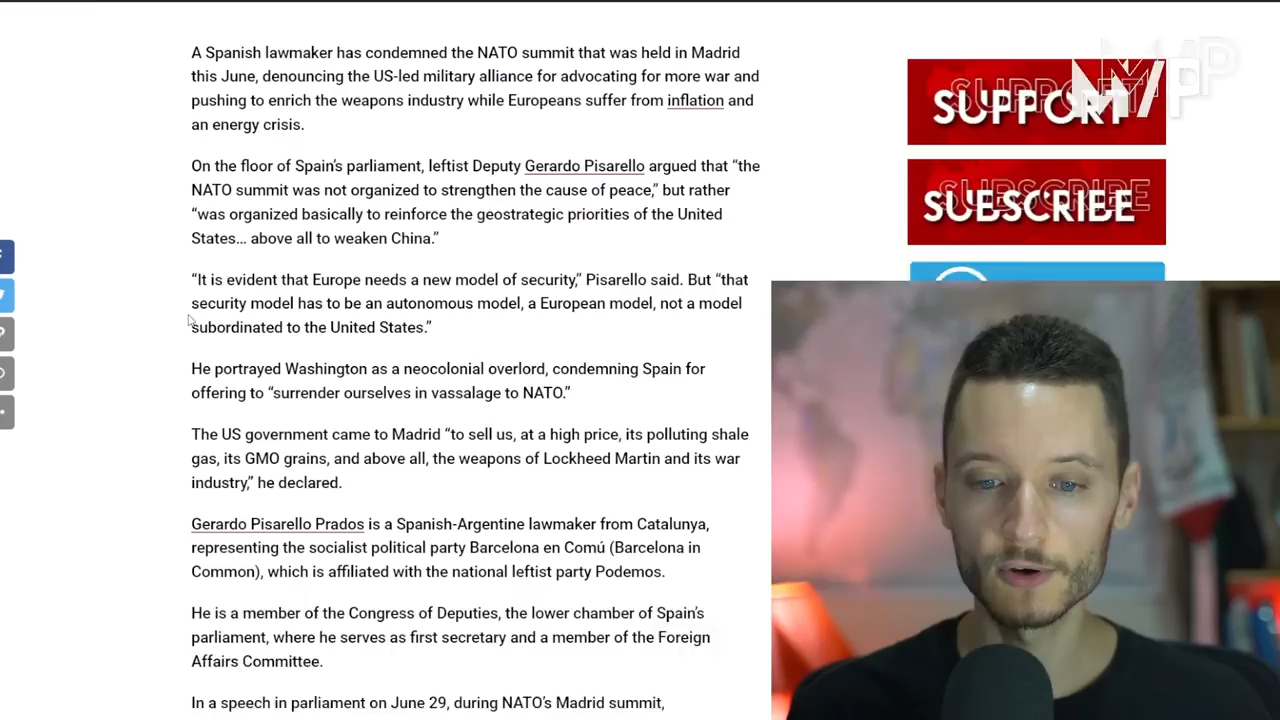 A Spanish lawmaker has condemned the NATO summit that was held in Madrid
this June, denouncing the US-led military alliance for advocating for more war and
pushing to enrich the weapons industry while Europeans suffer from inflation and
an energy crisis.
On the floor of Spain’s parliament, leftist Deputy Gerardo Pisarello argued that “the
NATO summit was not organized to strengthen the cause of peace,” but rather
“was organized basically to reinforce the geostrategic priorities of the United
States… above all to weaken China.”
“It is evident that Europe needs a new model of security,” Pisarello said. But “that
security model has to be an autonomous model, a European model, not a model
subordinated to the United States.”
He portrayed Washington as a neocolonial overlord, condemning Spain for
offering to “surrender ourselves in vassalage to NATO.”
The US government came to Madrid “to sell us, at a high price, its polluting shale
gas, its GMO grains, and above all, the weapons of Lockheed Martin and its war
industry,” he declared.
Gerardo Pisarello Prados is a Spanish-Argentine lawmaker from Catalunya,
representing the socialist political party Barcelona en Comú (Barcelona in
Common), which is affiliated with the national leftist party Podemos.
He is a member of the Congress of Deputies, the lower chamber of Spain’s
parliament, where he serves as first secretary and a member of the Foreign
Affairs Committee.
In a speech in parliament on June 29, during NATO’s Madrid summit,
SUPPORT
SUBSCRIBE